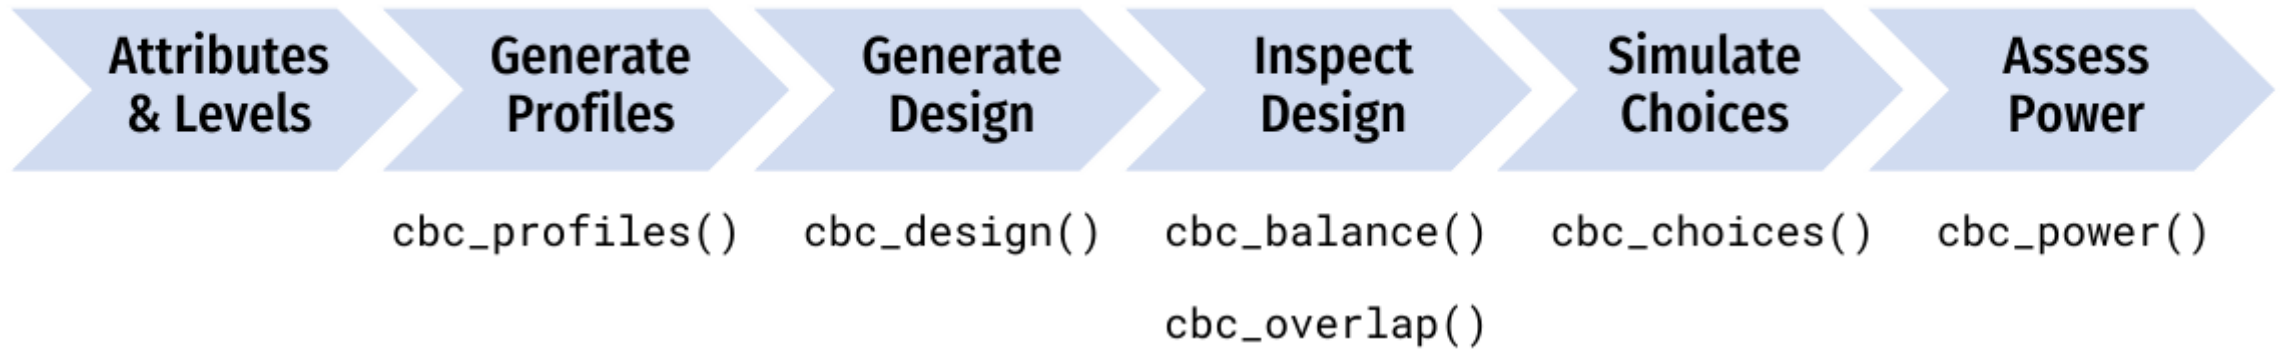 Attributes
& Levels
Generate
Profiles
Generate
Design
Inspect
Design
Simulate
Choices
Assess
Power
cbc_profiles()
cbc_design()
cbc_balance()
cbc_choices()
cbc_power()
cbc_overlap()